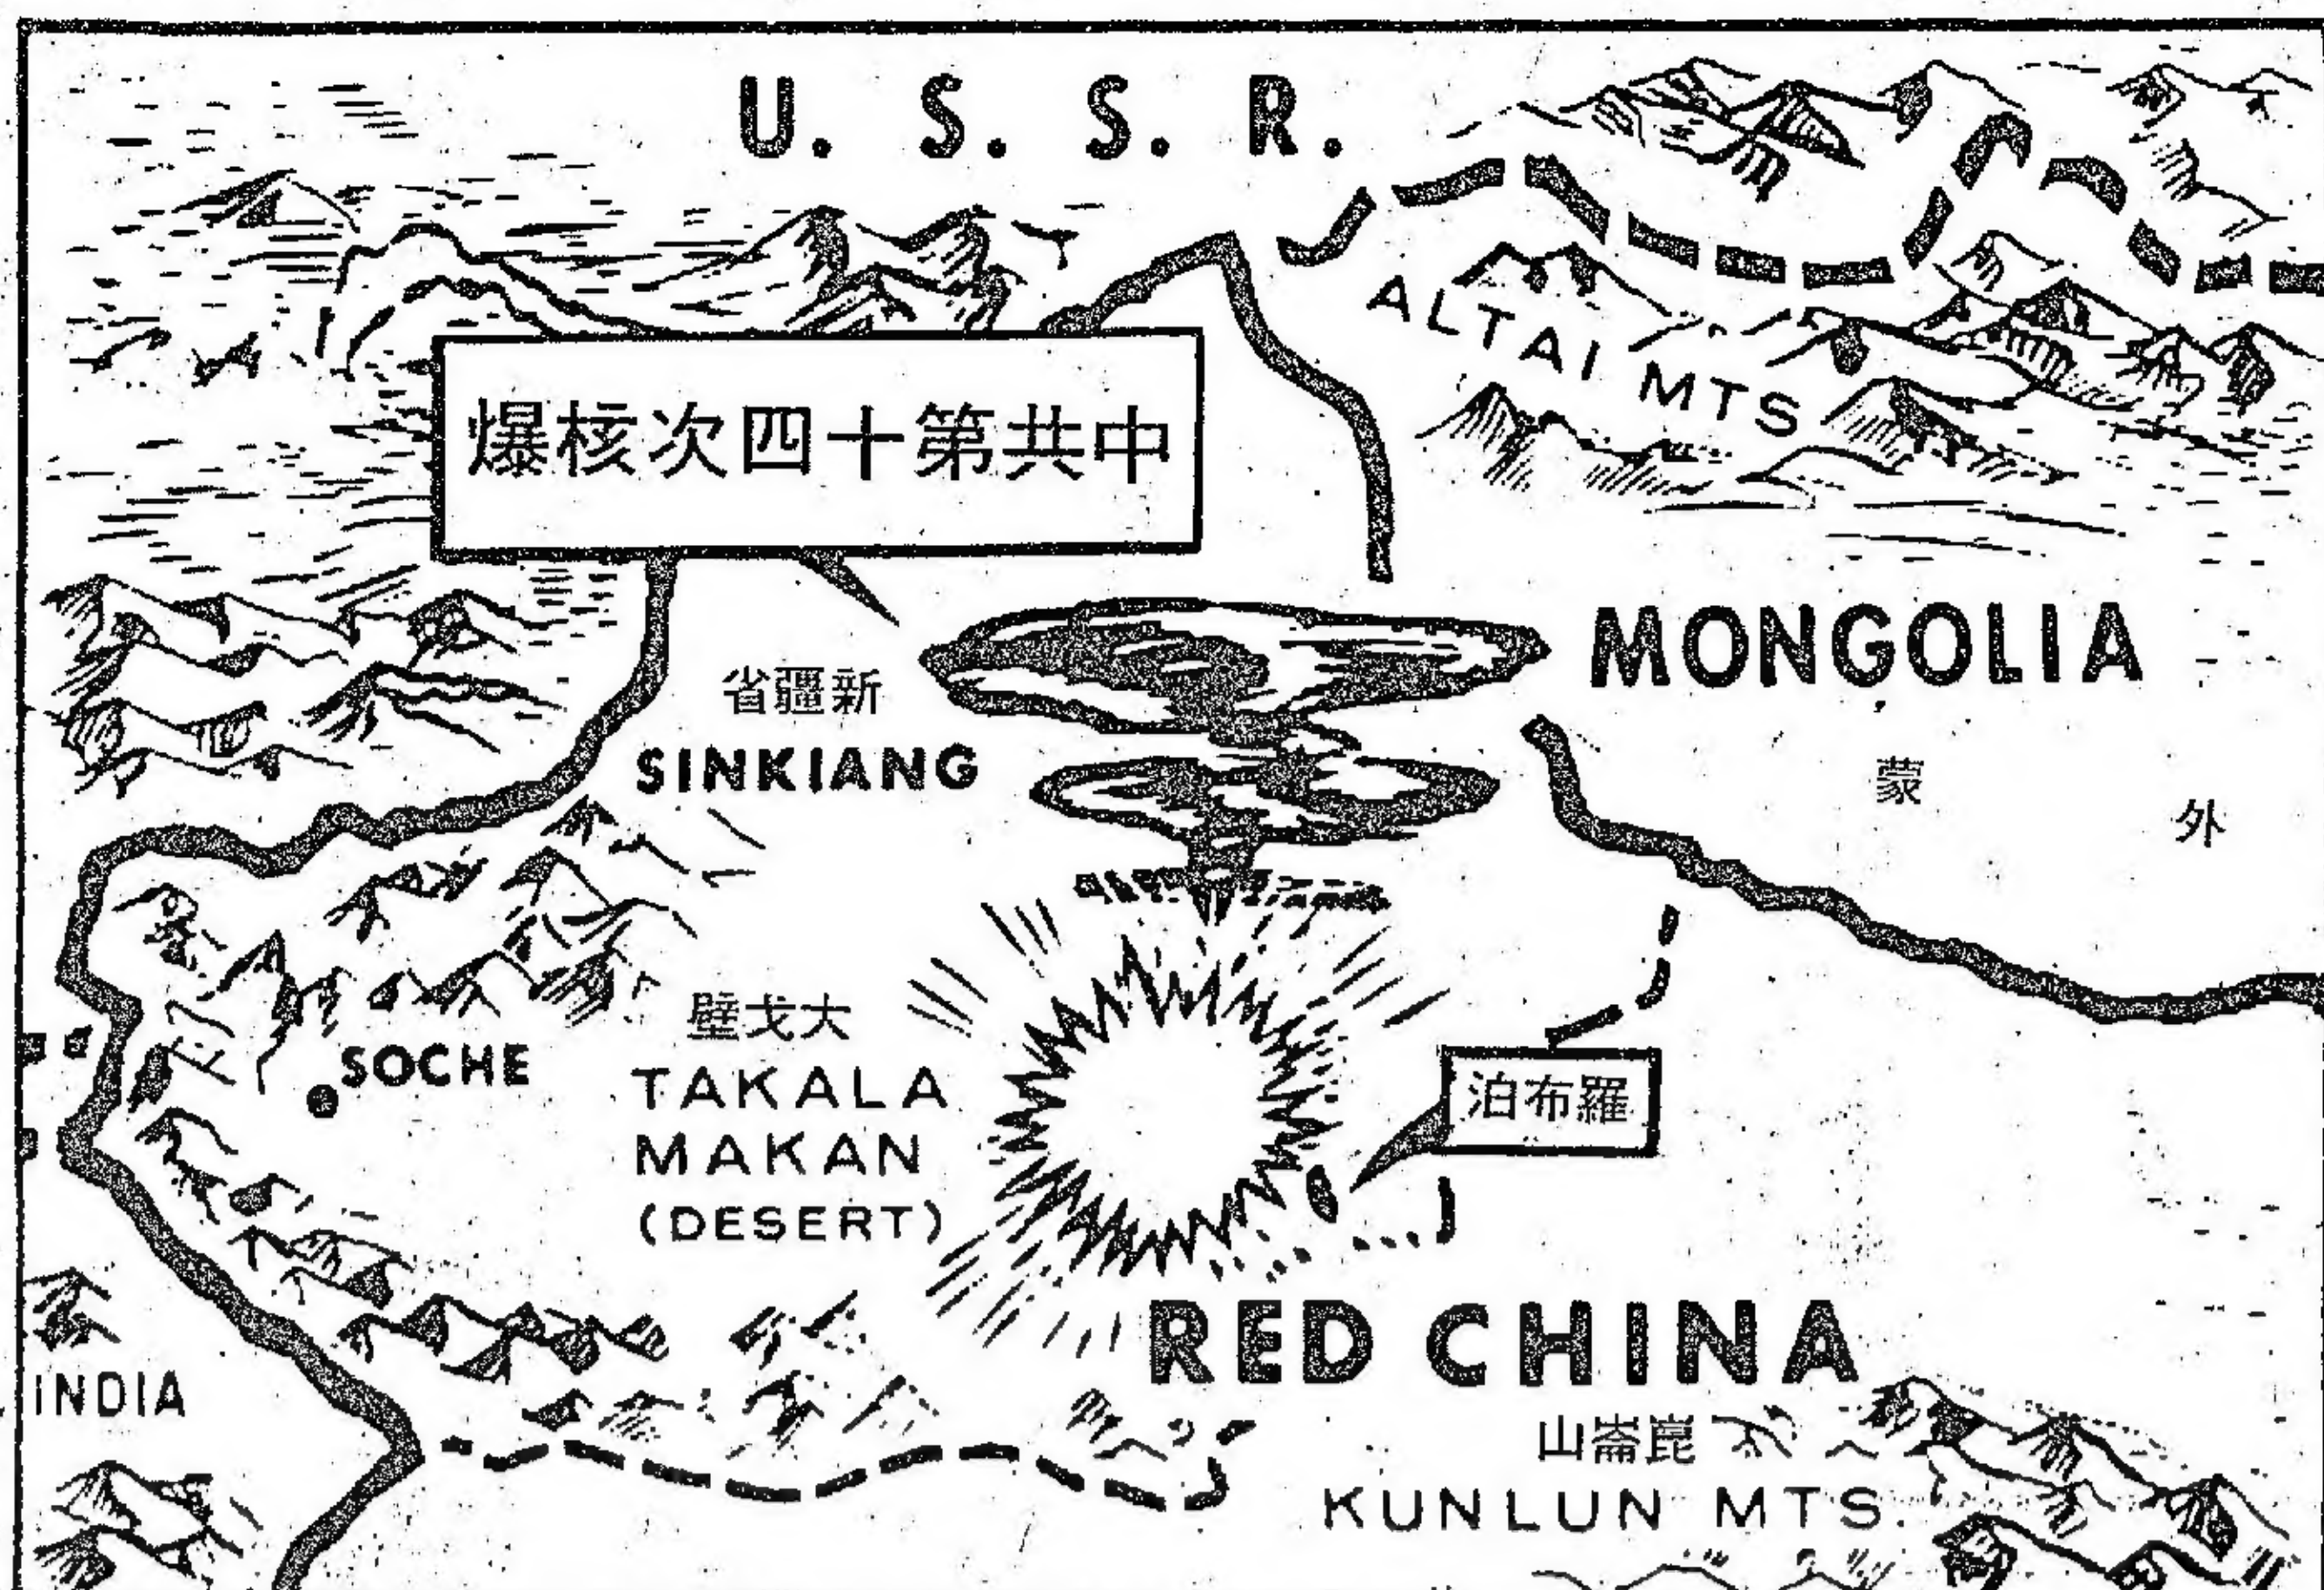 U. S. S. R.
ALTAI MTS
中共第十四次核爆
MONGOLIA
外蒙
新疆省
SINKIANG
大戈壁
TAKALA
MAKAN
(DESERT)
SOCHE
羅布泊
RED CHINA
INDIA
崑崙山
KUNLUN MTS.